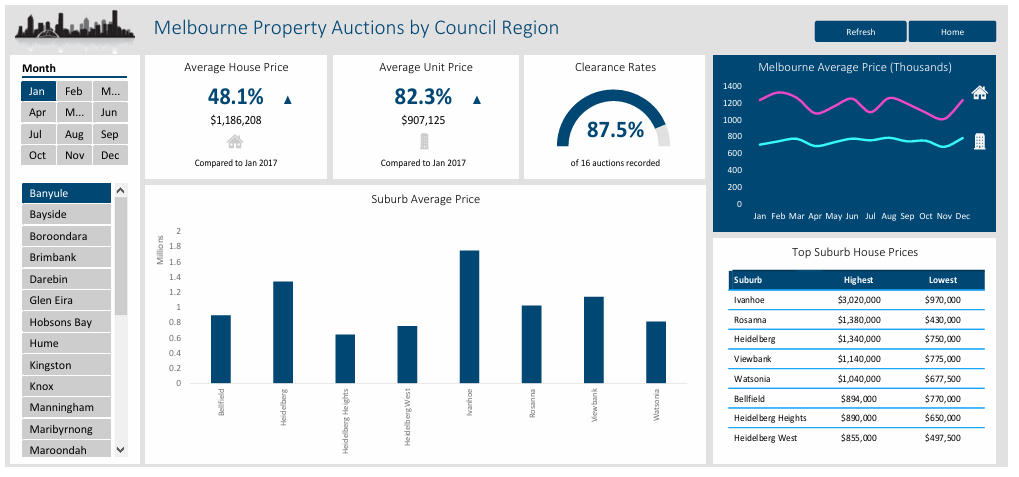 Melbourne Property Auctions by Council Region
Refresh
Home
Month
Jan
Feb
M...
Apr
M...
Jun
Jul
Aug
Sep
Oct
Nov
Dec
Banyule
Bayside
Boroondara
Brimbank
Darebin
Glen Eira
Hobsons Bay
Hume
Kingston
Knox
Manningham
Maribyrnong
Maroondah
Average House Price
48.1% ▲
$1,186,208
Compared to Jan 2017
Average Unit Price
82.3% ▲
$907,125
Compared to Jan 2017
Clearance Rates
87.5%
of 16 auctions recorded
Melbourne Average Price (Thousands)
1400
1200
1000
800
600
400
200
0
Jan Feb Mar Apr May Jun Jul Aug Sep Oct Nov Dec
Suburb Average Price
Millions
2
1.8
1.6
1.4
1.2
1
0.8
0.6
0.4
0.2
0
Bellfield
Heidelberg
Heidelberg Heights
Heidelberg West
Ivanhoe
Rosanna
Viewbank
Watsonia
Top Suburb House Prices
Suburb Highest Lowest
Ivanhoe $3,020,000 $970,000
Rosanna $1,380,000 $430,000
Heidelberg $1,340,000 $750,000
Viewbank $1,140,000 $775,000
Watsonia $1,040,000 $677,500
Bellfield $894,000 $770,000
Heidelberg Heights $890,000 $650,000
Heidelberg West $855,000 $497,500